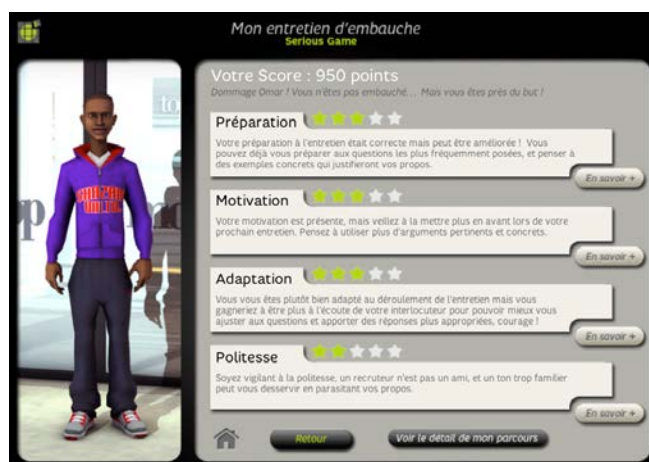 Mon entretien d'embauche
Serious Game
Votre Score : 950 points
Dommage Omar ! Vous n'êtes pas embauché... Mais vous êtes près du but !
Préparation
Votre préparation à l'entretien était correcte mais peut être améliorée ! Vous
pouvez déjà vous préparer aux questions les plus fréquemment posées, et penser à
des exemples concrets qui justifieront vos propos.
En savoir +
Motivation
Votre motivation est présente, mais veillez à la mettre plus en avant lors de votre
prochain entretien. Pensez à utiliser plus d'arguments pertinents et concrets.
En savoir +
Adaptation
Vous vous êtes plutôt bien adapté au déroulement de l'entretien mais vous
gagneriez à être plus à l'écoute de votre interlocuteur pour pouvoir mieux vous
ajuster aux questions et apporter des réponses plus appropriées, courage !
En savoir +
Politesse
Soyez vigilant à la politesse, un recruteur n'est pas un ami, et un ton trop familier
peut vous desservir en parasitant vos propos.
En savoir +
Retour
Voir le détail de mon parcours